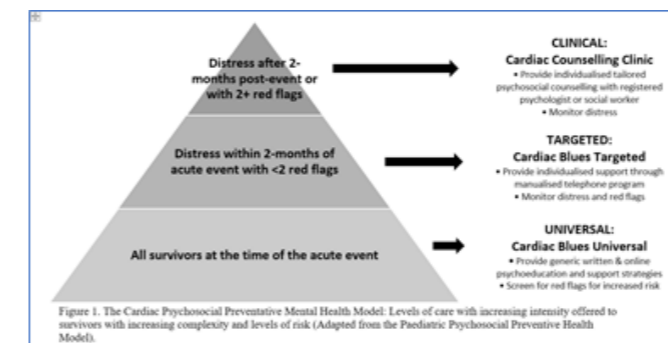 Distress after 2-
months post-event or
with 2+ red flags
CLINICAL:
Cardiac Counselling Clinic
• Provide individualised tailored
psychosocial counselling with registered
psychologist or social worker
• Monitor distress
Distress within 2-months of
acute event with <2 red flags
TARGETED:
Cardiac Blues Targeted
• Provide individualised support through
manualised telephone program
• Monitor distress and red flags
All survivors at the time of the acute event
UNIVERSAL:
Cardiac Blues Universal
• Provide generic written & online
psychoeducation and support strategies
• Screen for red flags for increased risk
Figure 1. The Cardiac Psychosocial Preventative Mental Health Model: Levels of care with increasing intensity offered to
survivors with increasing complexity and levels of risk (Adapted from the Paediatric Psychosocial Preventive Health
Model).